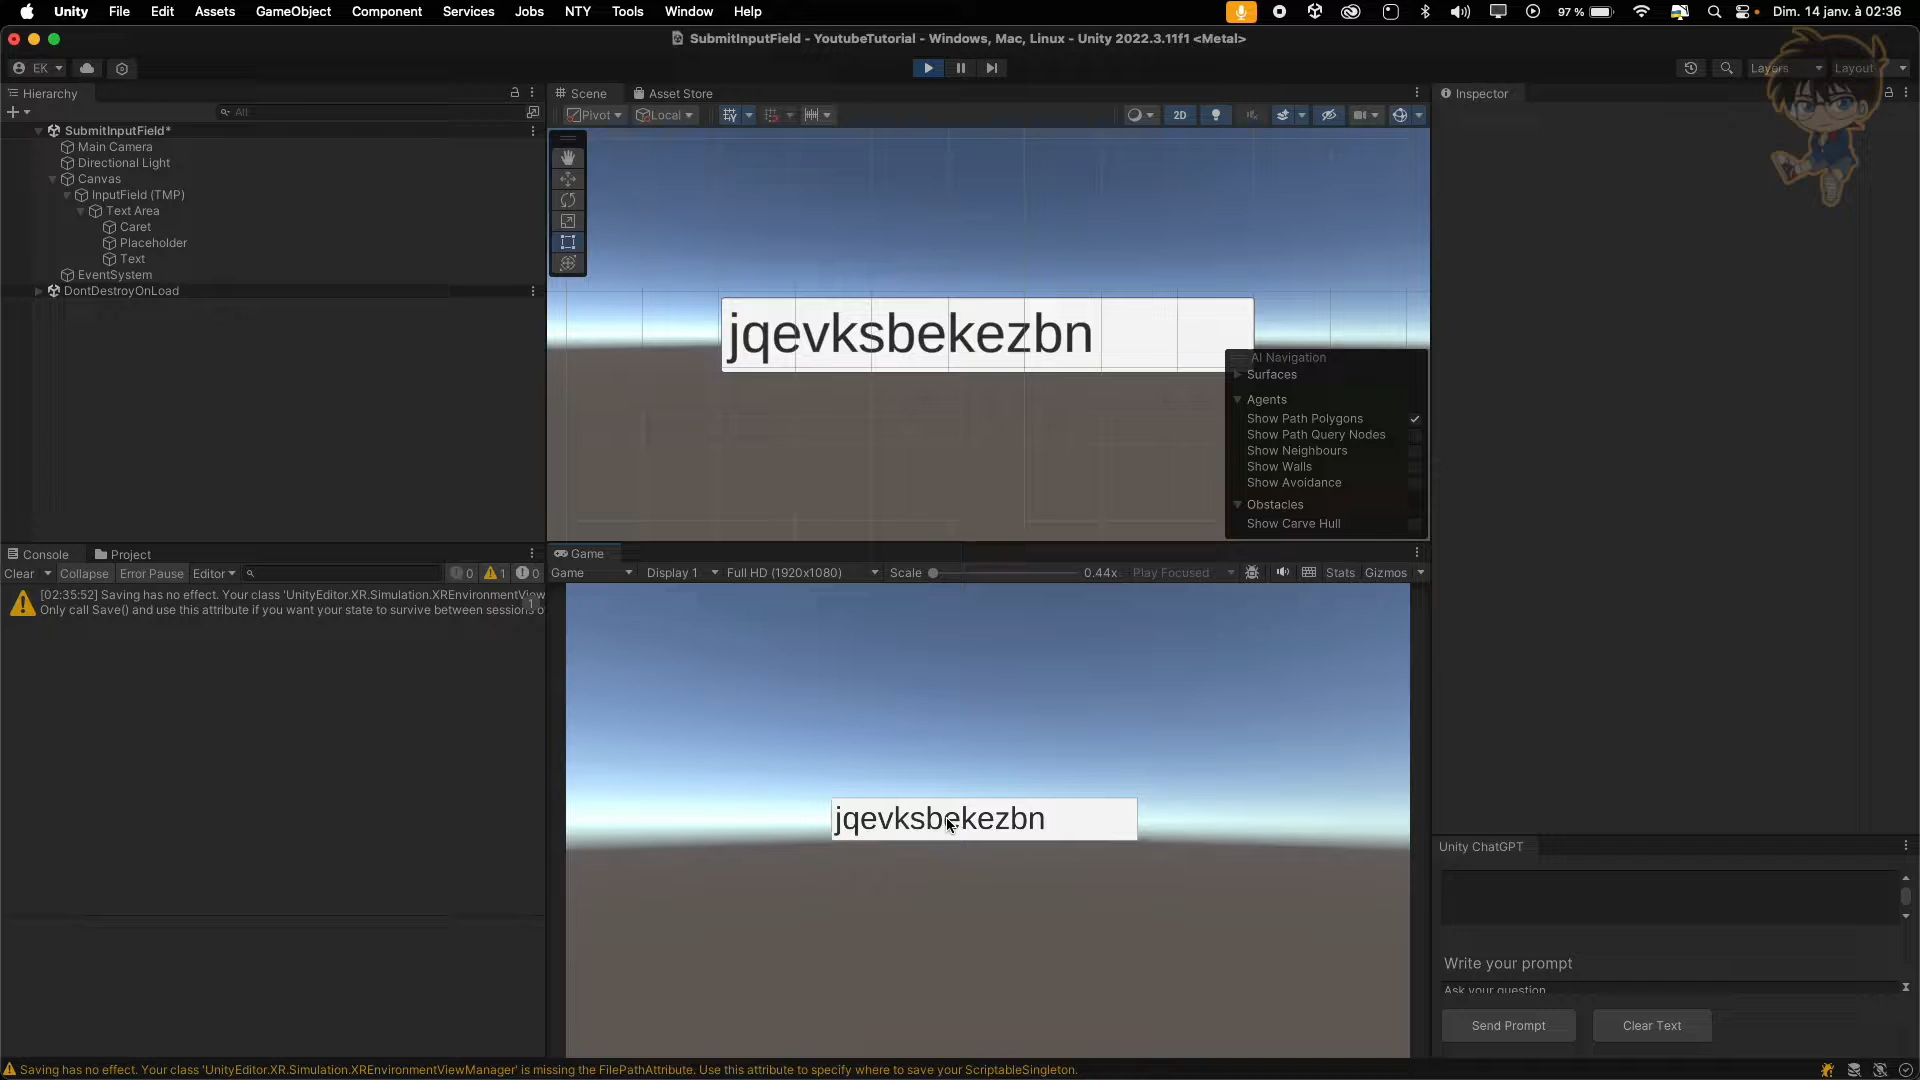 Unity File Edit Assets GameObject Component Services Jobs NTY Tools Window Help 97 % Dim. 14 janv. à 02:36
SubmitInputField - YoutubeTutorial - Windows, Mac, Linux - Unity 2022.3.11f1 <Metal>
EK Layers Layout
Hierarchy
All
SubmitInputField*
Main Camera
Directional Light
Canvas
InputField (TMP)
Text Area
Caret
Placeholder
Text
EventSystem
DontDestroyOnLoad
Scene Asset Store
Pivot Local 2D
jqevksbekezbn
AI Navigation
Surfaces
Agents
Show Path Polygons
Show Path Query Nodes
Show Neighbours
Show Walls
Show Avoidance
Obstacles
Show Carve Hull
Inspector
Console Project
Clear Collapse Error Pause Editor 0 1 0
[02:35:52] Saving has no effect. Your class 'UnityEditor.XR.Simulation.XREnvironmentView
Only call Save() and use this attribute if you want your state to survive between sessions o
1
Game
Game Display 1 Full HD (1920x1080) Scale 0.44x Play Focused Stats Gizmos
jqevksbekezbn
Unity ChatGPT
Write your prompt
Ask your question
Send Prompt Clear Text
Saving has no effect. Your class 'UnityEditor.XR.Simulation.XREnvironmentViewManager' is missing the FilePathAttribute. Use this attribute to specify where to save your ScriptableSingleton.